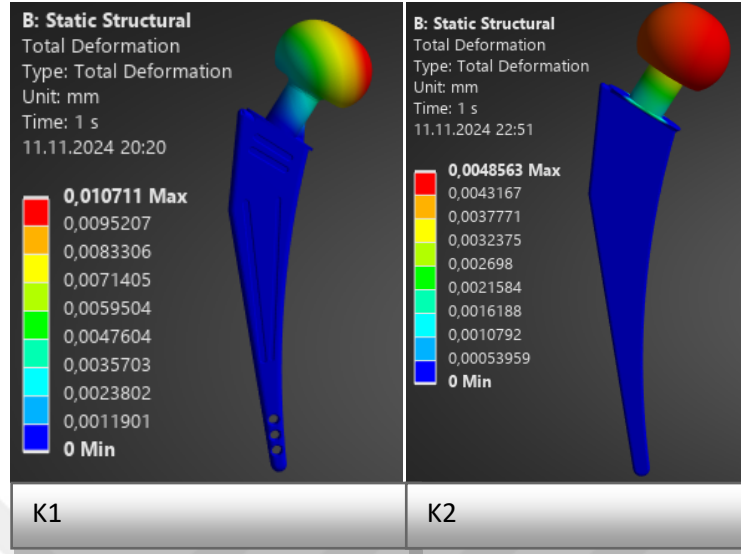 B: Static Structural
Total Deformation
Type: Total Deformation
Unit: mm
Time: 1 s
11.11.2024 20:20
0,010711 Max
0,0095207
0,0083306
0,0071405
0,0059504
0,0047604
0,0035703
0,0023802
0,0011901
0 Min
K1
B: Static Structural
Total Deformation
Type: Total Deformation
Unit: mm
Time: 1 s
11.11.2024 22:51
0,0048563 Max
0,0043167
0,0037771
0,0032375
0,002698
0,0021584
0,0016188
0,0010792
0,00053959
0 Min
K2